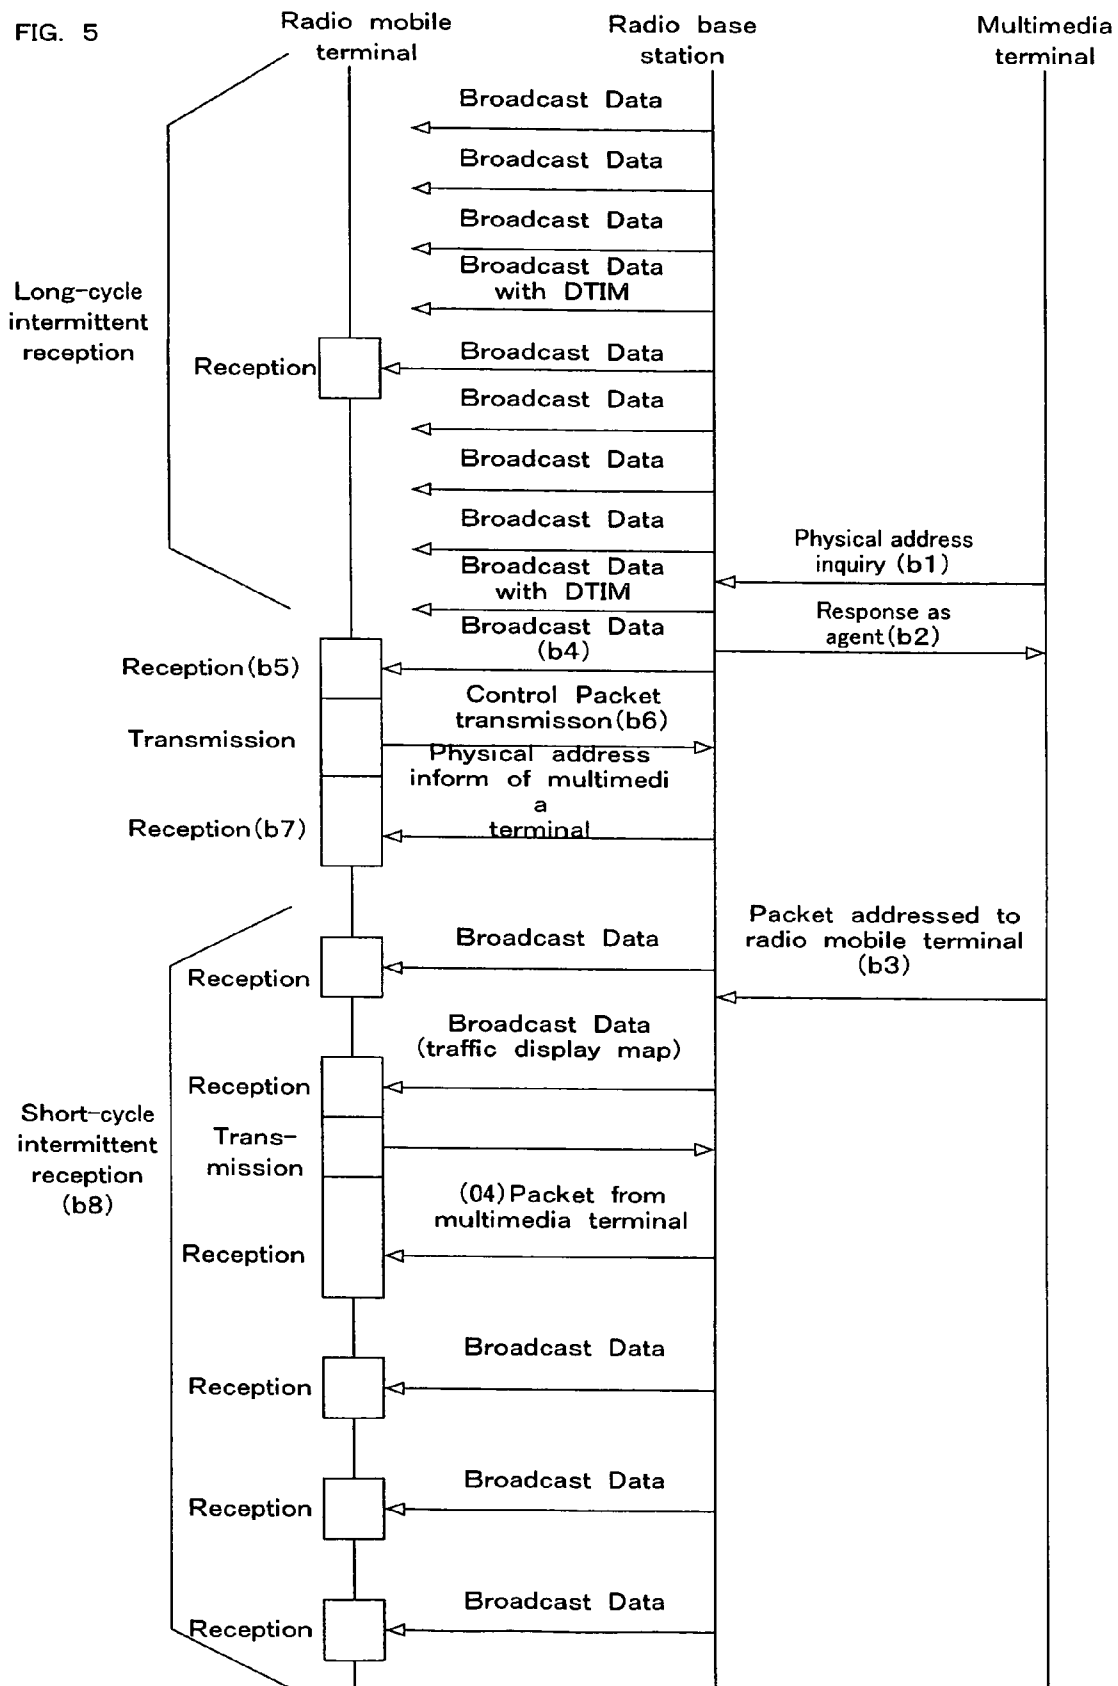 FIG. 5
Radio mobile
terminal
Radio base
station
Multimedia
terminal
Broadcast Data
Broadcast Data
Broadcast Data
Broadcast Data
with DTIM
Long-cycle
intermittent
reception
Reception
Broadcast Data
Broadcast Data
Broadcast Data
Broadcast Data
Physical address
inquiry (b1)
Broadcast Data
with DTIM
Response as
agent(b2)
Broadcast Data
(b4)
Reception(b5)
Control Packet
transmisson(b6)
Transmission
Physical address
inform of multimedi
a
terminal
Reception(b7)
Packet addressed to
radio mobile terminal
(b3)
Broadcast Data
Reception
Broadcast Data
(traffic display map)
Reception
Short-cycle
intermittent
reception
(b8)
Trans-
mission
(04)Packet from
multimedia terminal
Reception
Broadcast Data
Reception
Broadcast Data
Reception
Broadcast Data
Reception